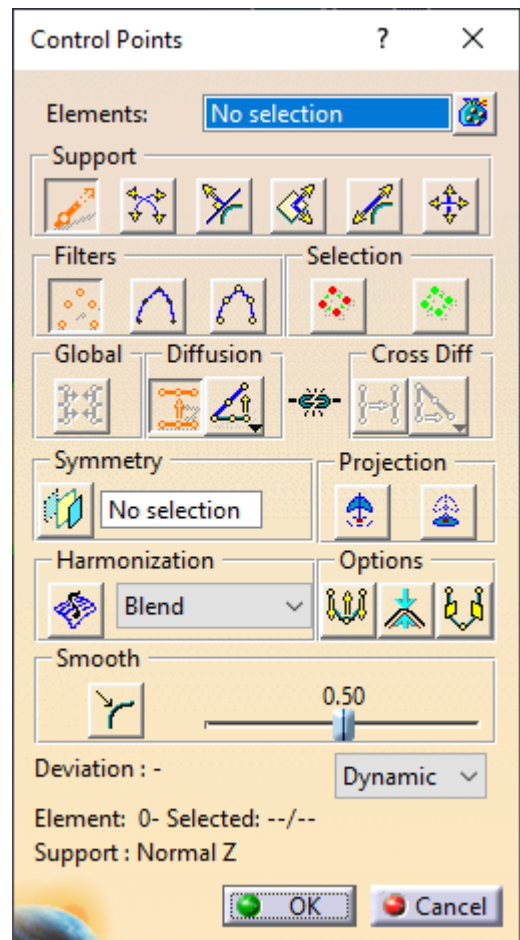 Control Points ?
Elements: No selection
Support
Filters Selection
Global Diffusion Cross Diff
Symmetry Projection
No selection
Harmonization Options
Blend
Smooth
0.50
Deviation : - Dynamic
Element: 0- Selected: --/--
Support : Normal Z
OK Cancel